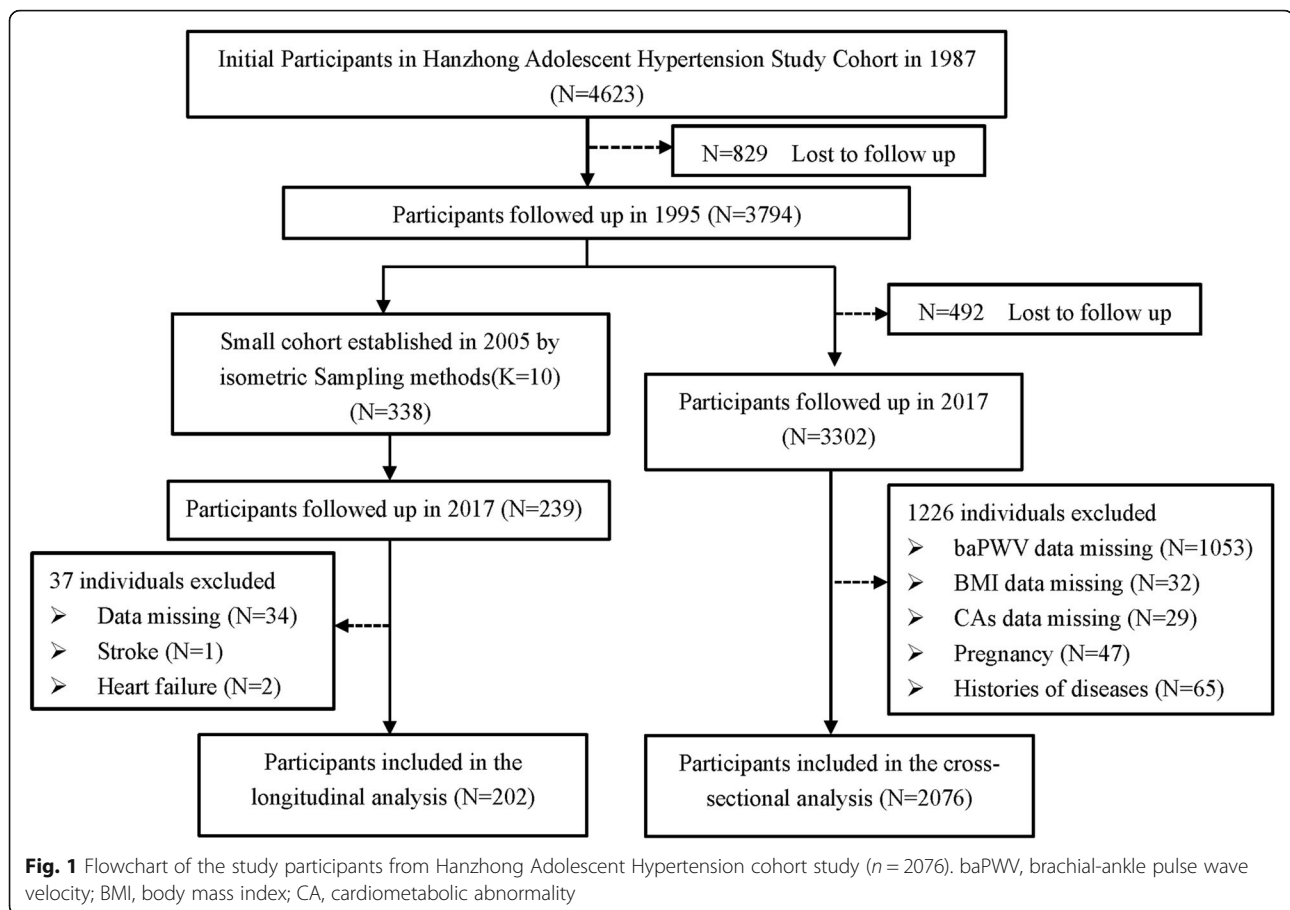 Initial Participants in Hanzhong Adolescent Hypertension Study Cohort in 1987
(N=4623)
N=829 Lost to follow up
Participants followed up in 1995 (N=3794)
N=492 Lost to follow up
Small cohort established in 2005 by
isometric Sampling methods(K=10)
(N=338)
Participants followed up in 2017
(N=3302)
Participants followed up in 2017 (N=239)
37 individuals excluded
➢ Data missing (N=34)
➢ Stroke (N=1)
➢ Heart failure (N=2)
1226 individuals excluded
➢ baPWV data missing (N=1053)
➢ BMI data missing (N=32)
➢ CAs data missing (N=29)
➢ Pregnancy (N=47)
➢ Histories of diseases (N=65)
Participants included in the
longitudinal analysis (N=202)
Participants included in the cross-
sectional analysis (N=2076)
Fig. 1 Flowchart of the study participants from Hanzhong Adolescent Hypertension cohort study (n = 2076). baPWV, brachial-ankle pulse wave
velocity; BMI, body mass index; CA, cardiometabolic abnormality